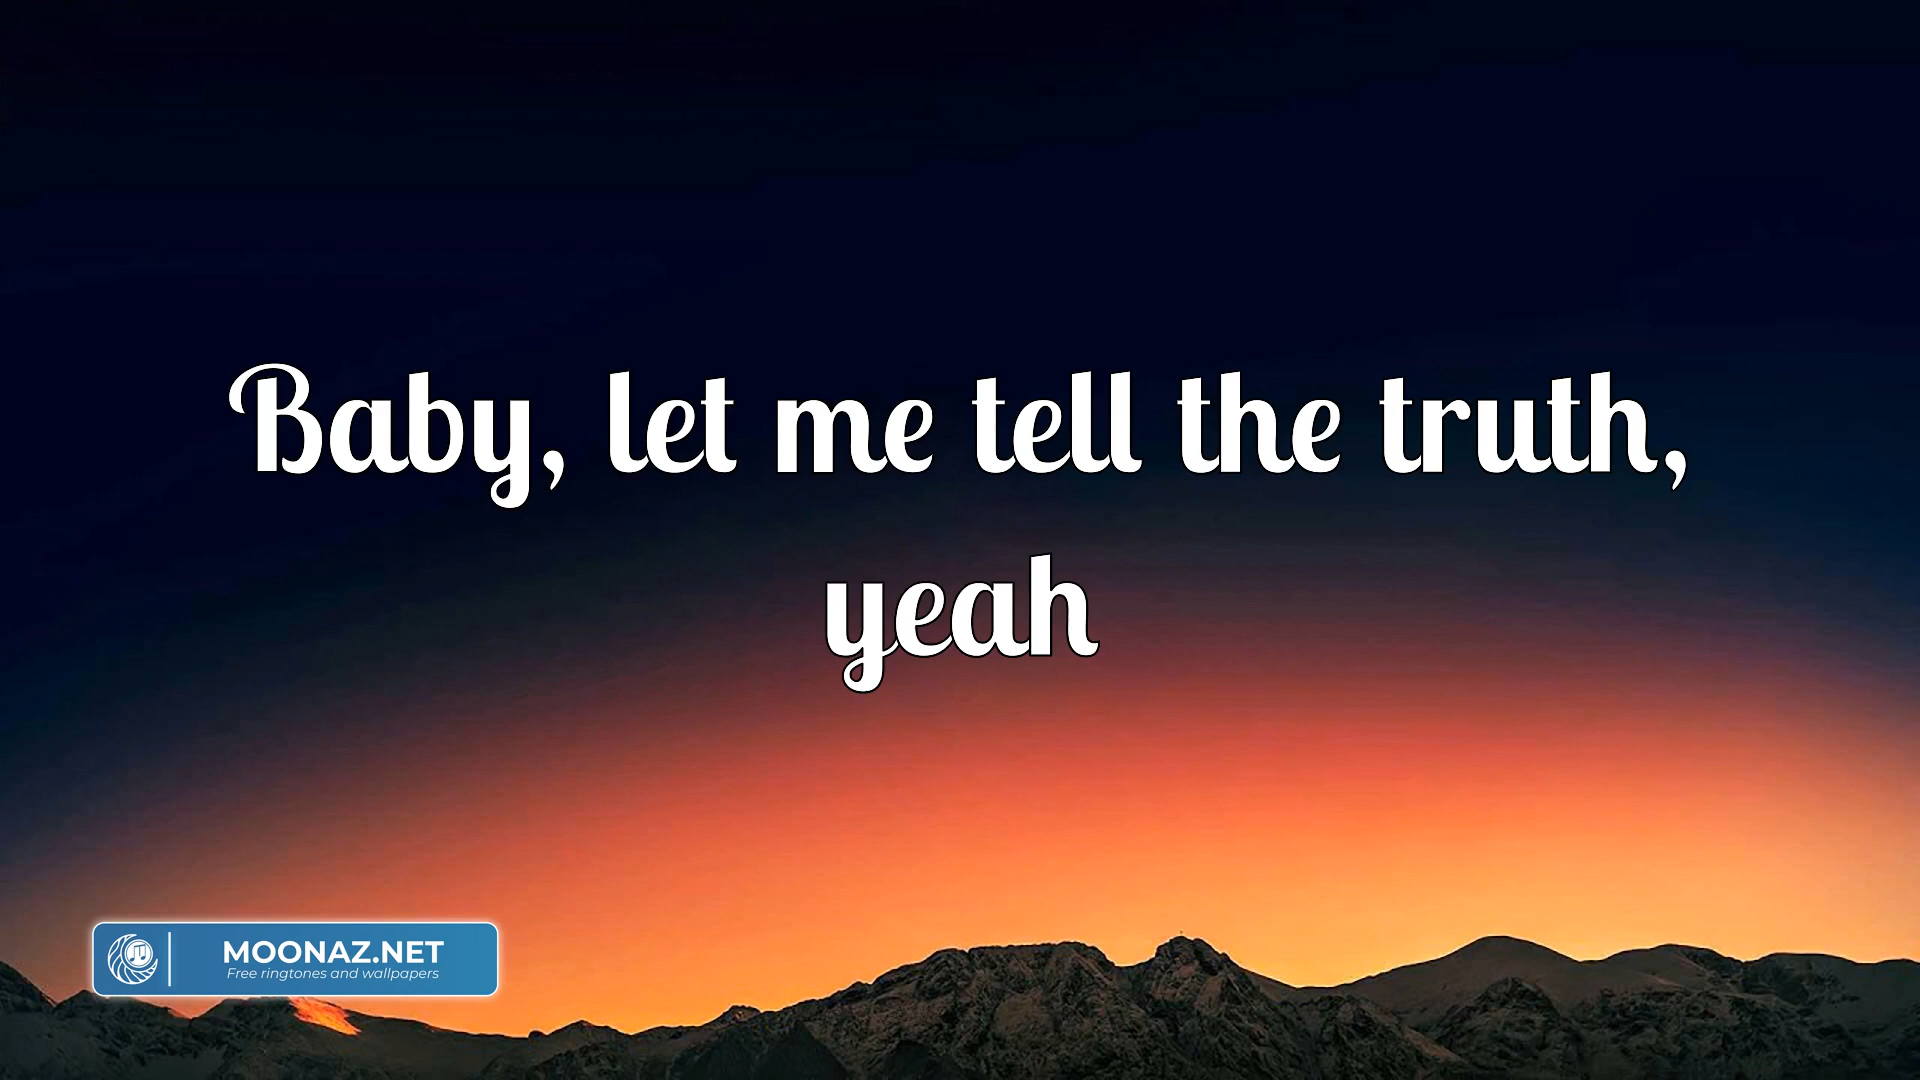 Baby, let me tell the truth,
yeah
MOONAZ.NET
Free ringtones and wallpapers